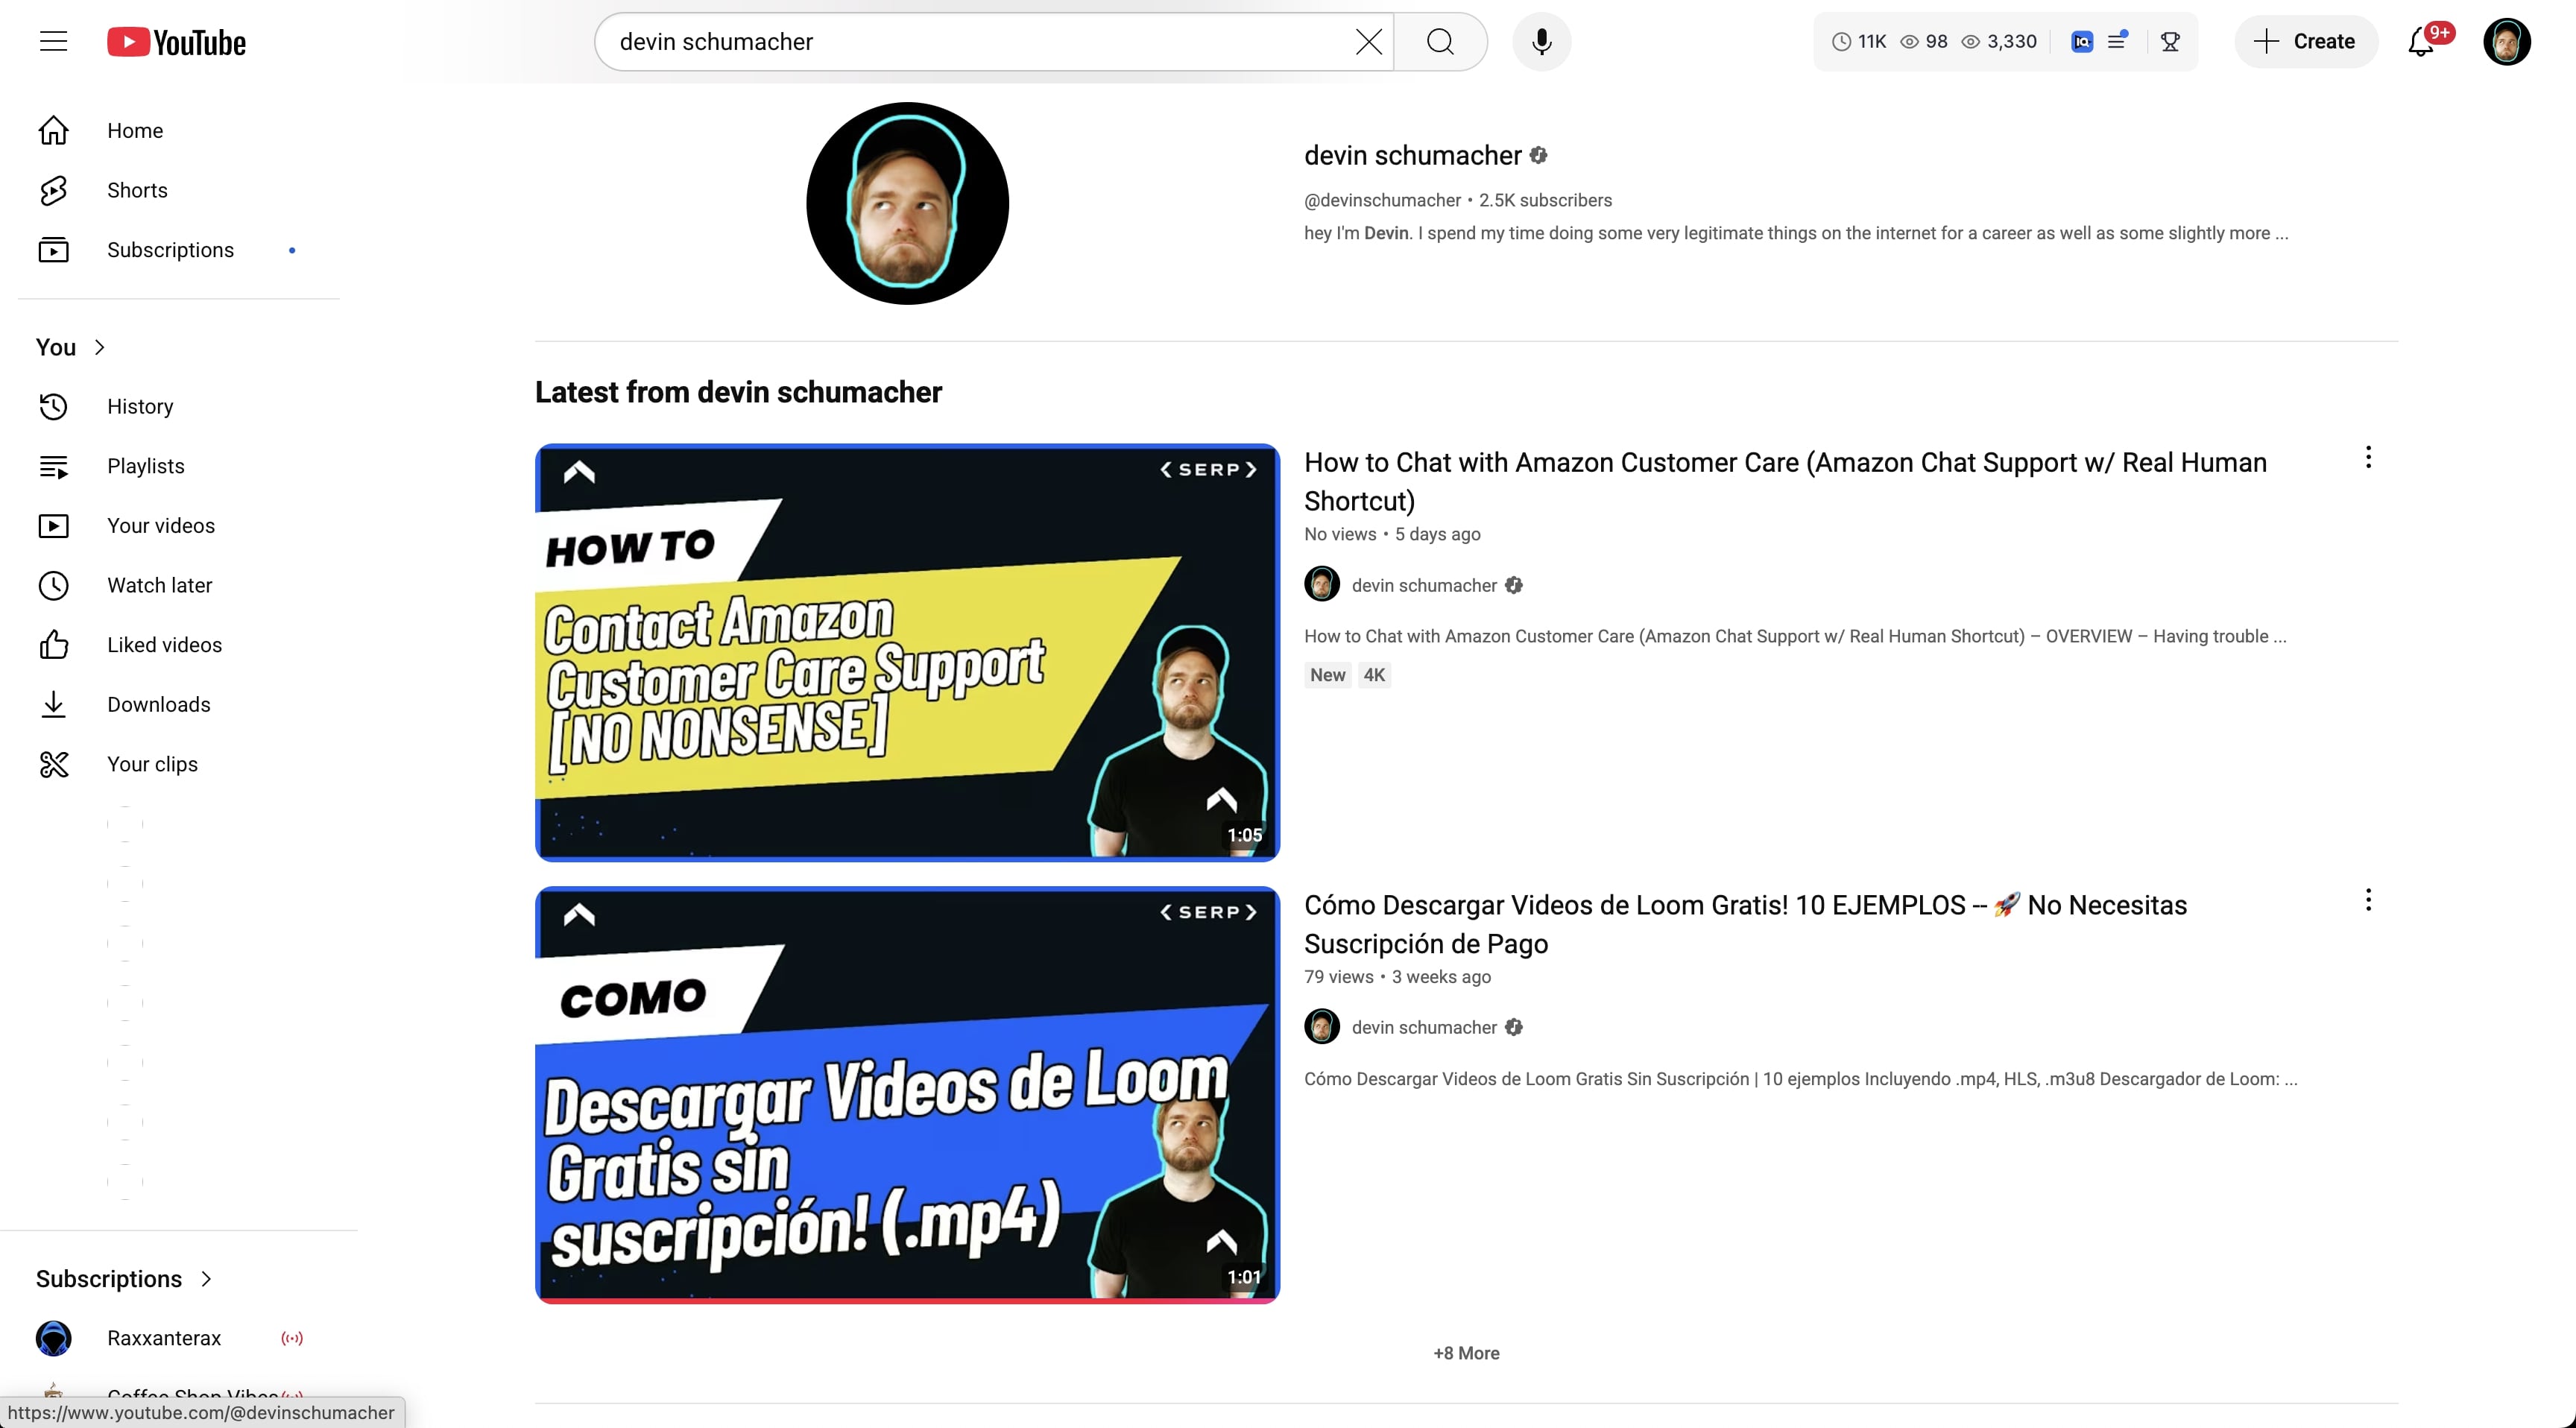 YouTube
devin schumacher
11K 98 3,330
Create
9+
Home
Shorts
Subscriptions
You
History
Playlists
Your videos
Watch later
Liked videos
Downloads
Your clips
Subscriptions
Raxxanterax
Coffee Shop Vibes
https://www.youtube.com/@devinschumacher
devin schumacher
@devinschumacher • 2.5K subscribers
hey I'm Devin. I spend my time doing some very legitimate things on the internet for a career as well as some slightly more ...
Latest from devin schumacher
SERP
HOW TO
Contact Amazon
Customer Care Support
[NO NONSENSE]
1:05
How to Chat with Amazon Customer Care (Amazon Chat Support w/ Real Human
Shortcut)
No views • 5 days ago
devin schumacher
How to Chat with Amazon Customer Care (Amazon Chat Support w/ Real Human Shortcut) – OVERVIEW – Having trouble ...
New 4K
SERP
COMO
Descargar Videos de Loom
Gratis sin
suscripción! (.mp4)
1:01
Cómo Descargar Videos de Loom Gratis! 10 EJEMPLOS -- 🚀 No Necesitas
Suscripción de Pago
79 views • 3 weeks ago
devin schumacher
Cómo Descargar Videos de Loom Gratis Sin Suscripción | 10 ejemplos Incluyendo .mp4, HLS, .m3u8 Descargador de Loom: ...
+8 More